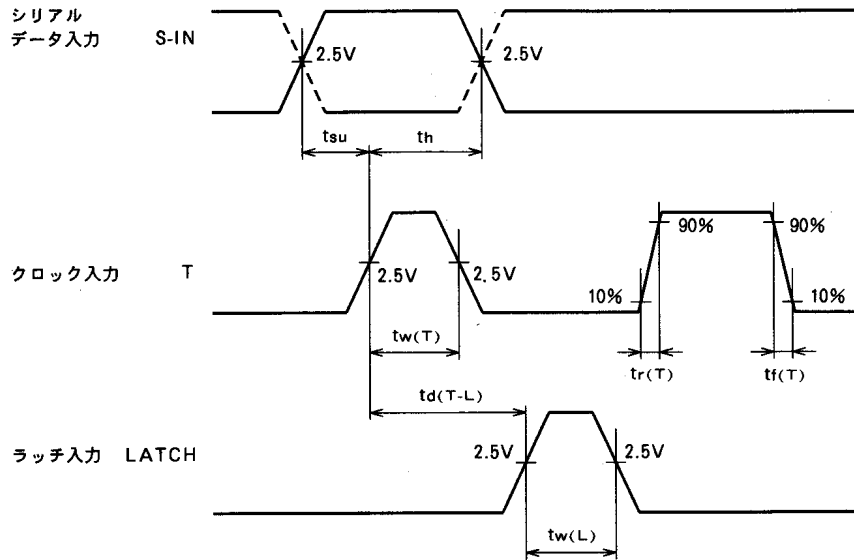 シリアル
データ入力 S-IN
2.5V 2.5V
tsu th
90% 90%
クロック入力 T
2.5V 2.5V
10% 10%
tw(T)
tr(T) tf(T)
td(T-L)
ラッチ入力 LATCH
2.5V 2.5V
tw(L)